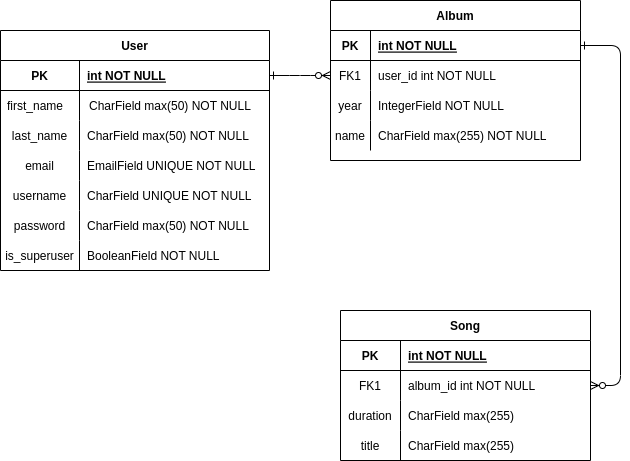 User
PK int NOT NULL
first_name CharField max(50) NOT NULL
last_name CharField max(50) NOT NULL
email EmailField UNIQUE NOT NULL
username CharField UNIQUE NOT NULL
password CharField max(50) NOT NULL
is_superuser BooleanField NOT NULL
Album
PK int NOT NULL
FK1 user_id int NOT NULL
year IntegerField NOT NULL
name CharField max(255) NOT NULL
Song
PK int NOT NULL
FK1 album_id int NOT NULL
duration CharField max(255)
title CharField max(255)